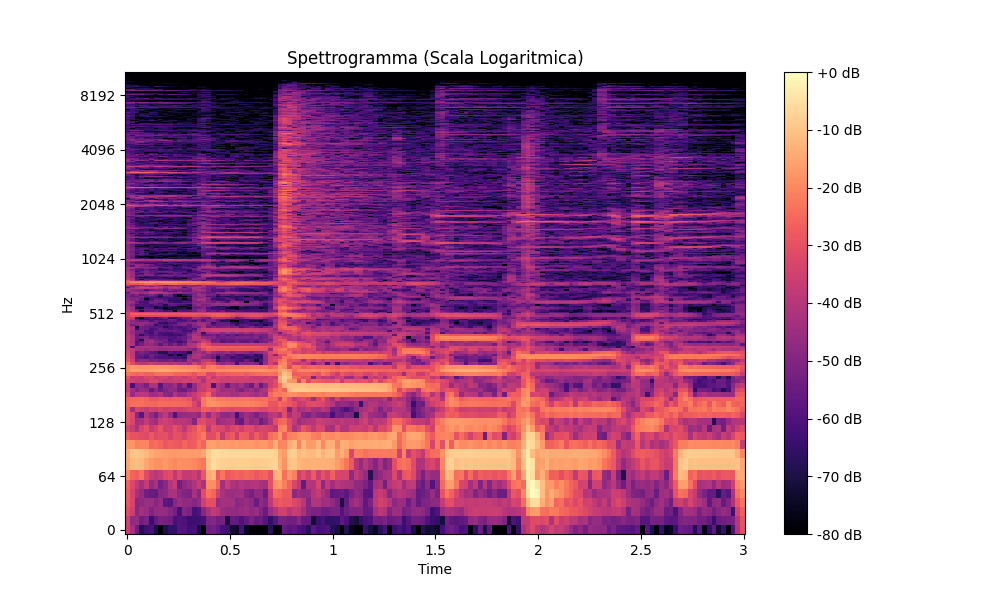 Spettrogramma (Scala Logaritmica)
8192
4096
2048
1024
512
256
128
64
0
Hz
0
0.5
1
1.5
2
2.5
3
Time
+0 dB
-10 dB
-20 dB
-30 dB
-40 dB
-50 dB
-60 dB
-70 dB
-80 dB